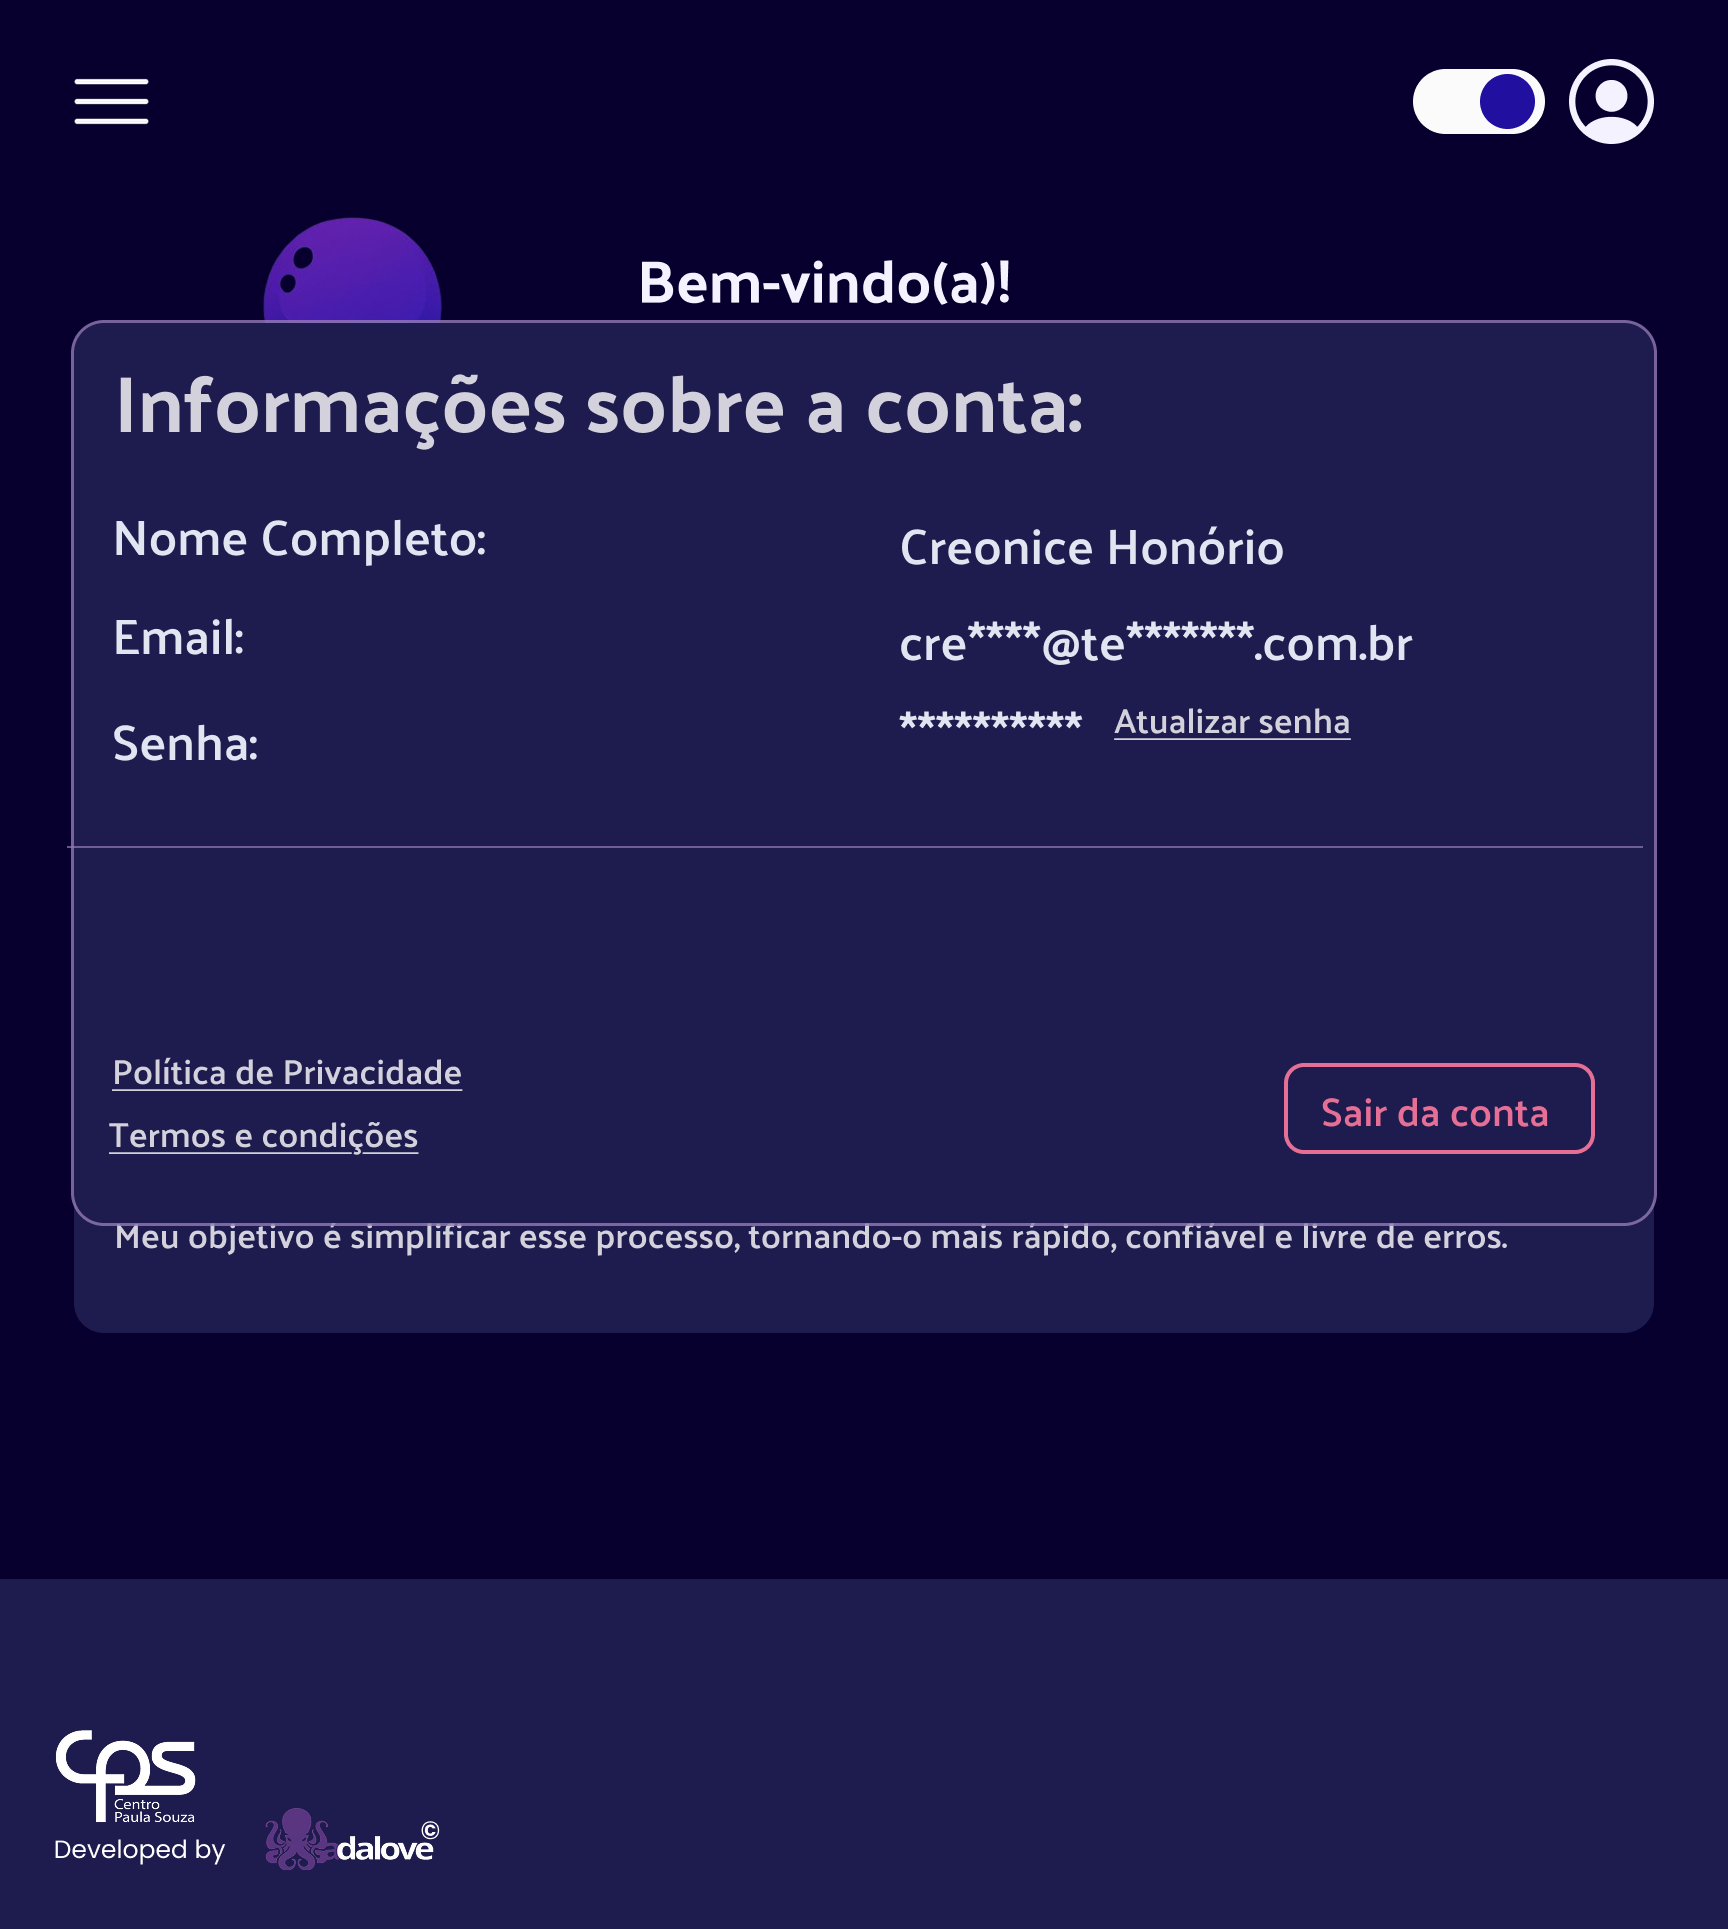 Bem-vindo(a)!
Informações sobre a conta:
Nome Completo:
Creonice Honório
Email:
cre****@te*******.com.br
Senha:
********** Atualizar senha
Política de Privacidade
Termos e condições
Sair da conta
Meu objetivo é simplificar esse processo, tornando-o mais rápido, confiável e livre de erros.
cps
Centro
Paula Souza
Developed by
adalove©